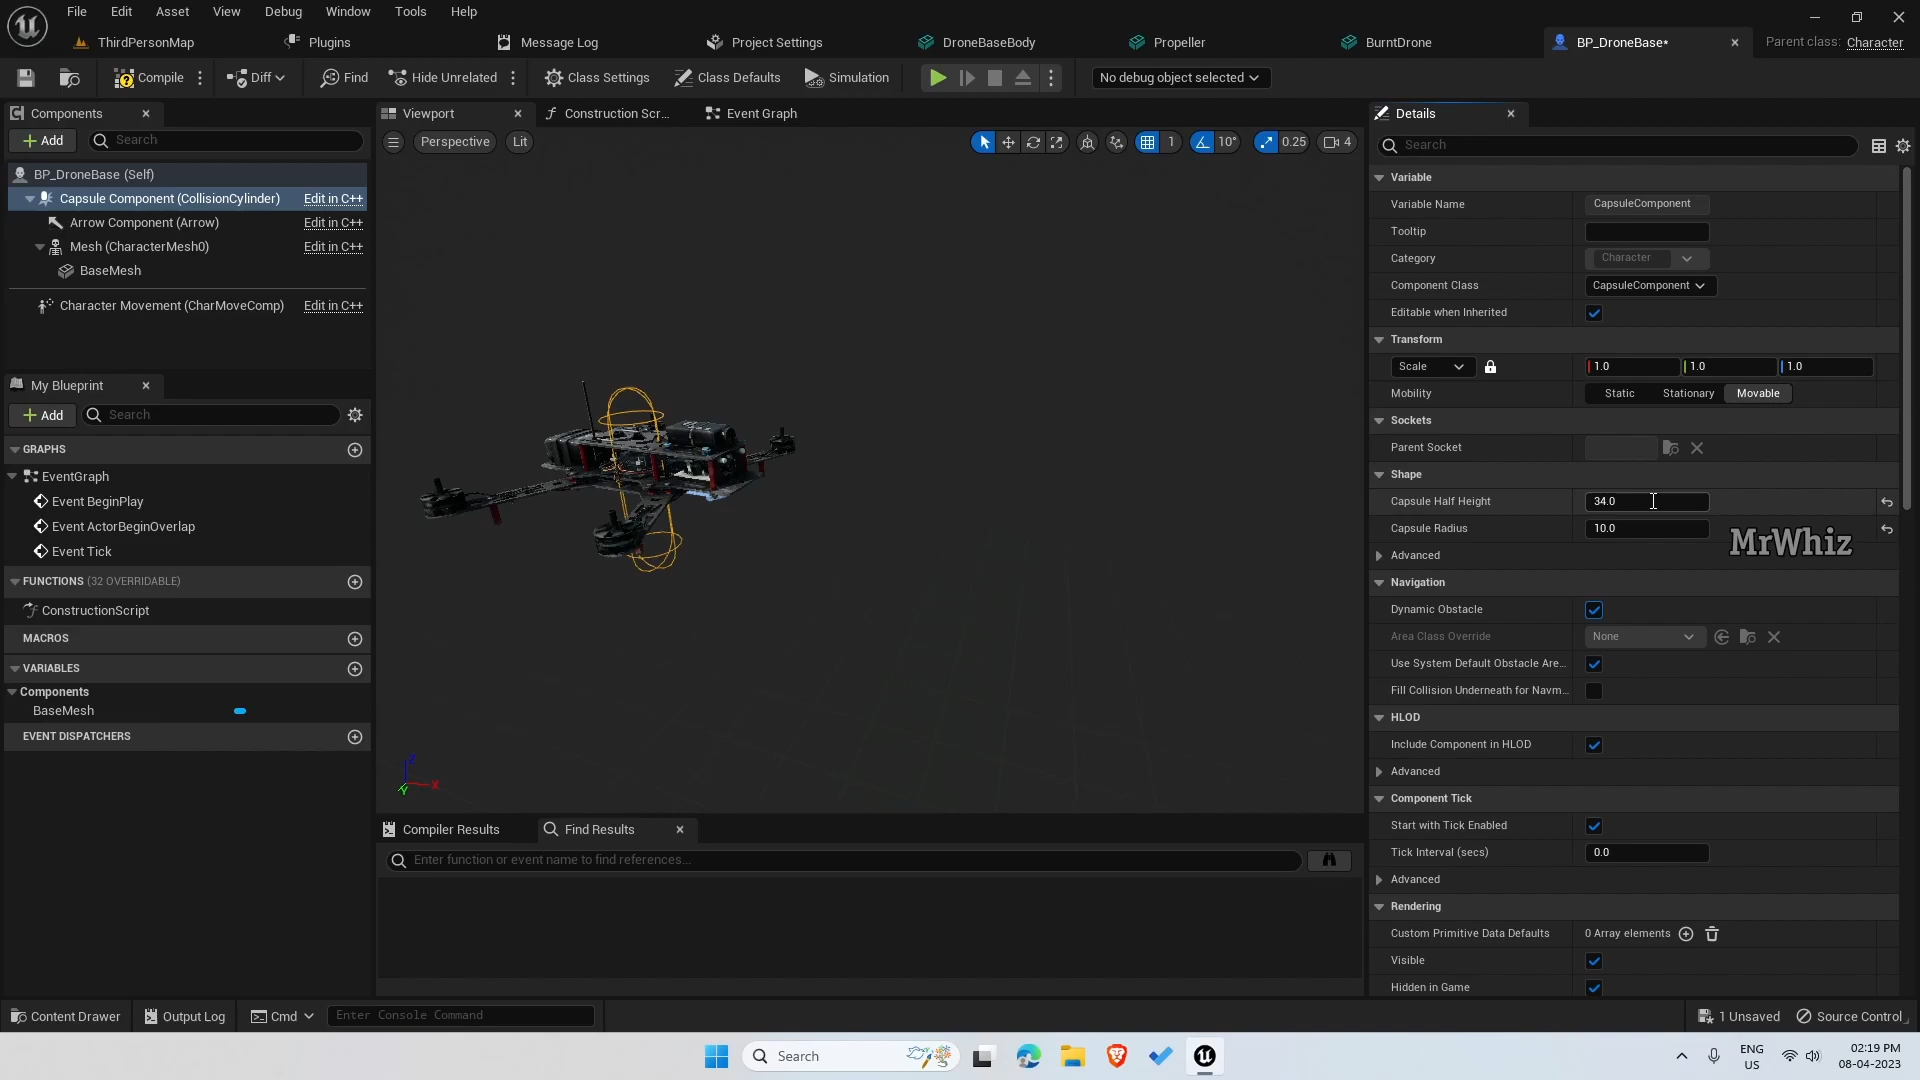 File Edit Asset View Debug Window Tools Help
ThirdPersonMap Plugins Message Log Project Settings DroneBaseBody Propeller BurntDrone BP_DroneBase* Parent class: Character
Compile Diff Find Hide Unrelated Class Settings Class Defaults Simulation No debug object selected
Components Viewport Construction Scr... Event Graph Details
Add Search Perspective Lit 1 10° 0.25 4 Search
BP_DroneBase (Self)
Capsule Component (CollisionCylinder) Edit in C++
Arrow Component (Arrow) Edit in C++
Mesh (CharacterMesh0) Edit in C++
BaseMesh
Character Movement (CharMoveComp) Edit in C++
My Blueprint
Add Search
GRAPHS
EventGraph
Event BeginPlay
Event ActorBeginOverlap
Event Tick
FUNCTIONS (32 OVERRIDABLE)
ConstructionScript
MACROS
VARIABLES
Components
BaseMesh
EVENT DISPATCHERS
Z
X
Y
Compiler Results Find Results
Enter function or event name to find references...
Variable
Variable Name CapsuleComponent
Tooltip
Category Character
Component Class CapsuleComponent
Editable when Inherited
Transform
Scale 1.0 1.0 1.0
Mobility Static Stationary Movable
Sockets
Parent Socket
Shape
Capsule Half Height 34.0
Capsule Radius 10.0
MrWhiz
Advanced
Navigation
Dynamic Obstacle
Area Class Override None
Use System Default Obstacle Are...
Fill Collision Underneath for Navm...
HLOD
Include Component in HLOD
Advanced
Component Tick
Start with Tick Enabled
Tick Interval (secs) 0.0
Advanced
Rendering
Custom Primitive Data Defaults 0 Array elements
Visible
Hidden in Game
Content Drawer Output Log Cmd Enter Console Command 1 Unsaved Source Control
Search ENG US 02:19 PM
08-04-2023